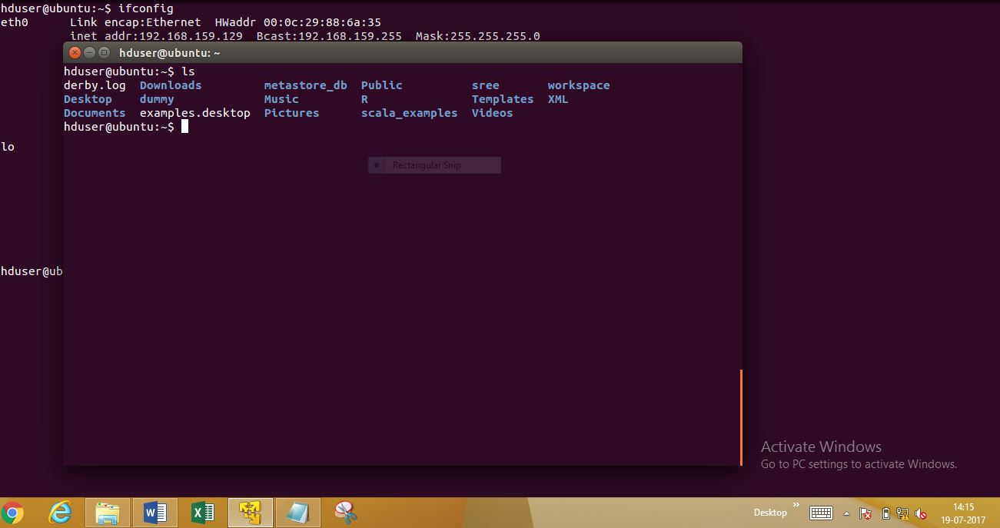 hduser@ubuntu:~$ ifconfig
eth0      Link encap:Ethernet  HWaddr 00:0c:29:88:6a:35
          inet addr:192.168.159.129  Bcast:192.168.159.255  Mask:255.255.255.0
hduser@ubuntu: ~
hduser@ubuntu:~$ ls
derby.log  Downloads         metastore_db  Public          sree       workspace
Desktop    dummy             Music         R               Templates  XML
Documents  examples.desktop  Pictures      scala_examples  Videos
hduser@ubuntu:~$
lo
Rectangular Snip
hduser@ub
Activate Windows
Go to PC settings to activate Windows.
Desktop
14:15
19-07-2017